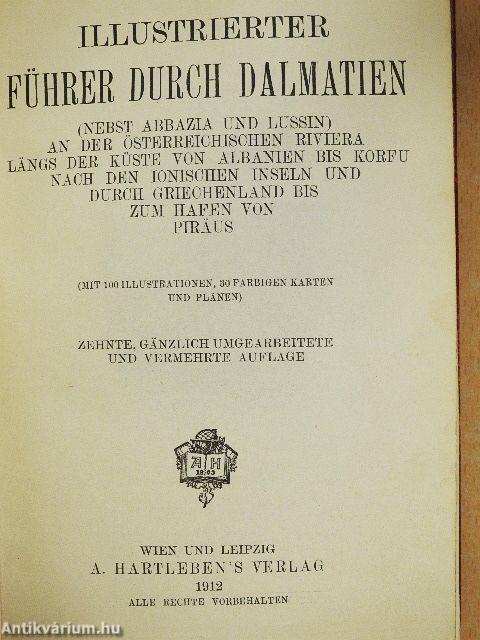 ILLUSTRIERTER
FÜHRER DURCH DALMATIEN
(NEBST ABBAZIA UND LUSSIN)
AN DER ÖSTERREICHISCHEN RIVIERA
LÄNGS DER KÜSTE VON ALBANIEN BIS KORFU
NACH DEN IONISCHEN INSELN UND
DURCH GRIECHENLAND BIS
ZUM HAFEN VON
PIRÄUS
(MIT 100 ILLUSTRATIONEN, 30 FARBIGEN KARTEN
UND PLÄNEN)
ZEHNTE, GÄNZLICH UMGEARBEITETE
UND VERMEHRTE AUFLAGE
A H
1803
WIEN UND LEIPZIG
A. HARTLEBEN'S VERLAG
1912
ALLE RECHTE VORBEHALTEN
Antikvárium.hu